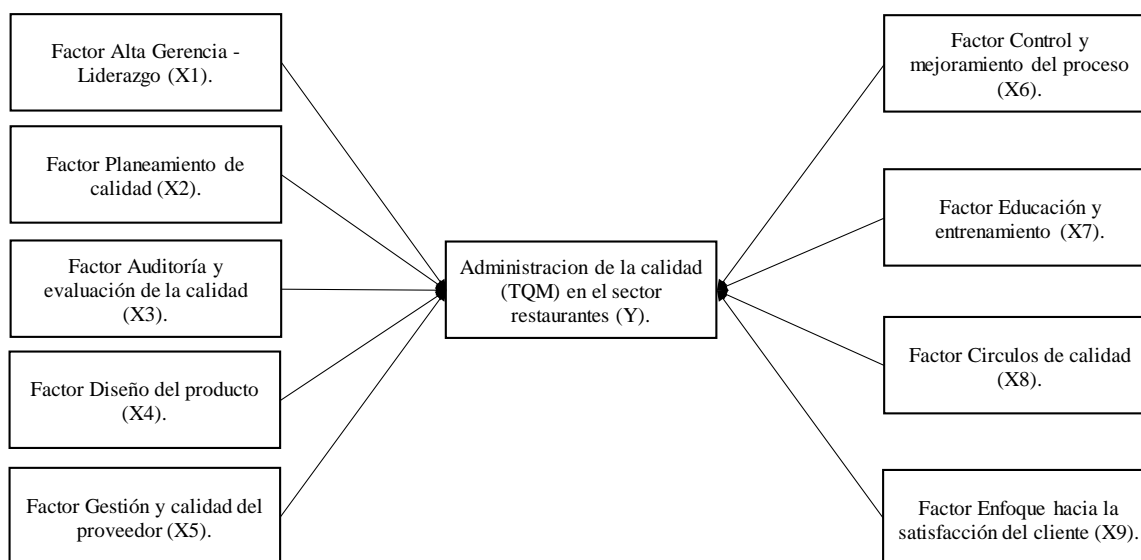 Factor Alta Gerencia -
Liderazgo (X1).
Factor Planeamiento de
calidad (X2).
Factor Auditoría y
evaluación de la calidad
(X3).
Factor Diseño del producto
(X4).
Factor Gestión y calidad del
proveedor (X5).
Administracion de la calidad
(TQM) en el sector
restaurantes (Y).
Factor Control y
mejoramiento del proceso
(X6).
Factor Educación y
entrenamiento (X7).
Factor Circulos de calidad
(X8).
Factor Enfoque hacia la
satisfacción del cliente (X9).